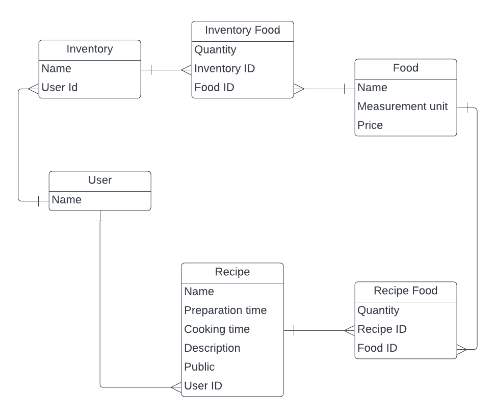 Inventory
Name
User Id
Inventory Food
Quantity
Inventory ID
Food ID
Food
Name
Measurement unit
Price
User
Name
Recipe
Name
Preparation time
Cooking time
Description
Public
User ID
Recipe Food
Quantity
Recipe ID
Food ID